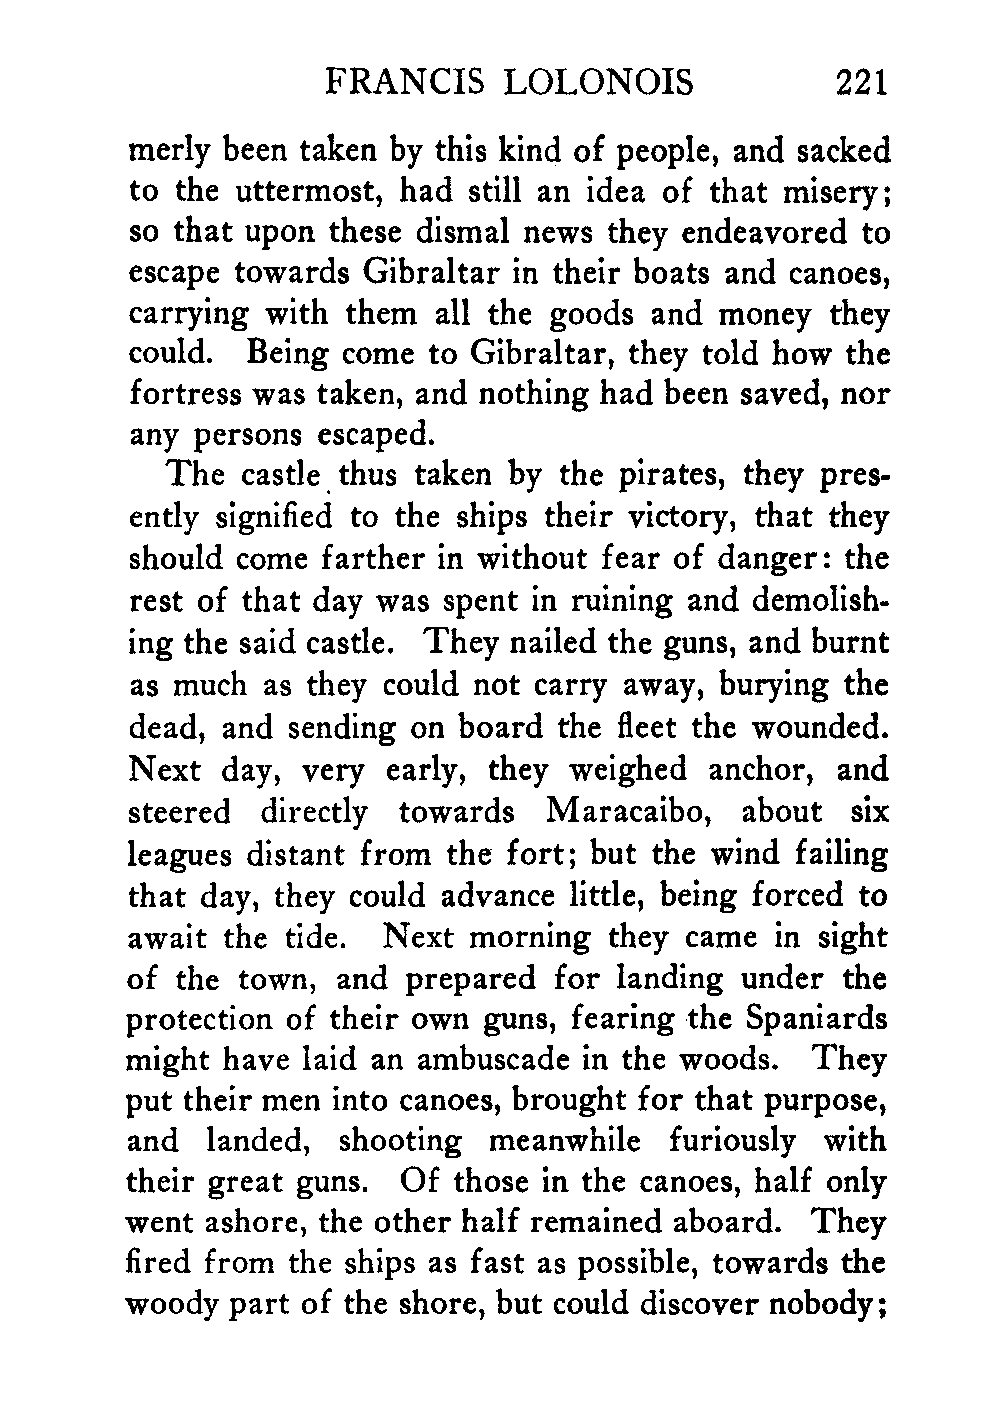 FRANCIS LOLONOIS 221
merly been taken by this kind of people, and sacked
to the uttermost, had still an idea of that misery;
so that upon these dismal news they endeavored to
escape towards Gibraltar in their boats and canoes,
carrying with them all the goods and money they
could. Being come to Gibraltar, they told how the
fortress was taken, and nothing had been saved, nor
any persons escaped.
The castle thus taken by the pirates, they pres-
ently signified to the ships their victory, that they
should come farther in without fear of danger: the
rest of that day was spent in ruining and demolish-
ing the said castle. They nailed the guns, and burnt
as much as they could not carry away, burying the
dead, and sending on board the fleet the wounded.
Next day, very early, they weighed anchor, and
steered directly towards Maracaibo, about six
leagues distant from the fort; but the wind failing
that day, they could advance little, being forced to
await the tide. Next morning they came in sight
of the town, and prepared for landing under the
protection of their own guns, fearing the Spaniards
might have laid an ambuscade in the woods. They
put their men into canoes, brought for that purpose,
and landed, shooting meanwhile furiously with
their great guns. Of those in the canoes, half only
went ashore, the other half remained aboard. They
fired from the ships as fast as possible, towards the
woody part of the shore, but could discover nobody;